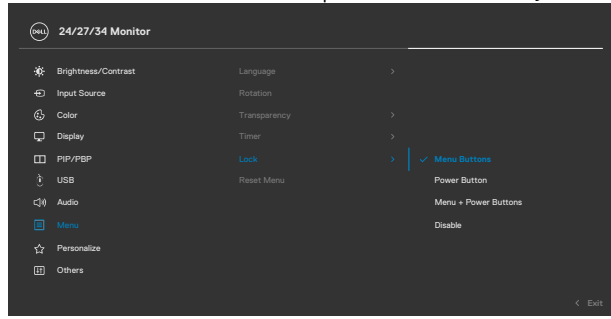 DELL 24/27/34 Monitor
Brightness/Contrast
Input Source
Color
Display
PIP/PBP
USB
Audio
Menu
Personalize
Others
Language
Rotation
Transparency
Timer
Lock
Reset Menu
Menu Buttons
Power Button
Menu + Power Buttons
Disable
Exit